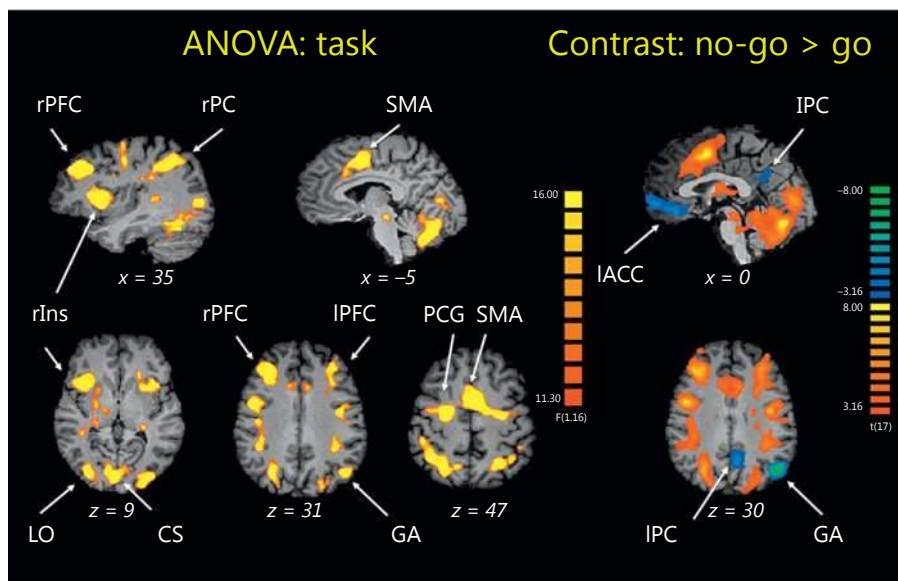 ANOVA: task
Contrast: no-go > go
rPFC
rPC
SMA
lPC
x = 35
x = –5
lACC
x = 0
16.00
11.30
F(1.16)
–8.00
–3.16
8.00
3.16
t(17)
rIns
rPFC
lPFC
PCG
SMA
LO
z = 9
CS
z = 31
GA
z = 47
lPC
z = 30
GA